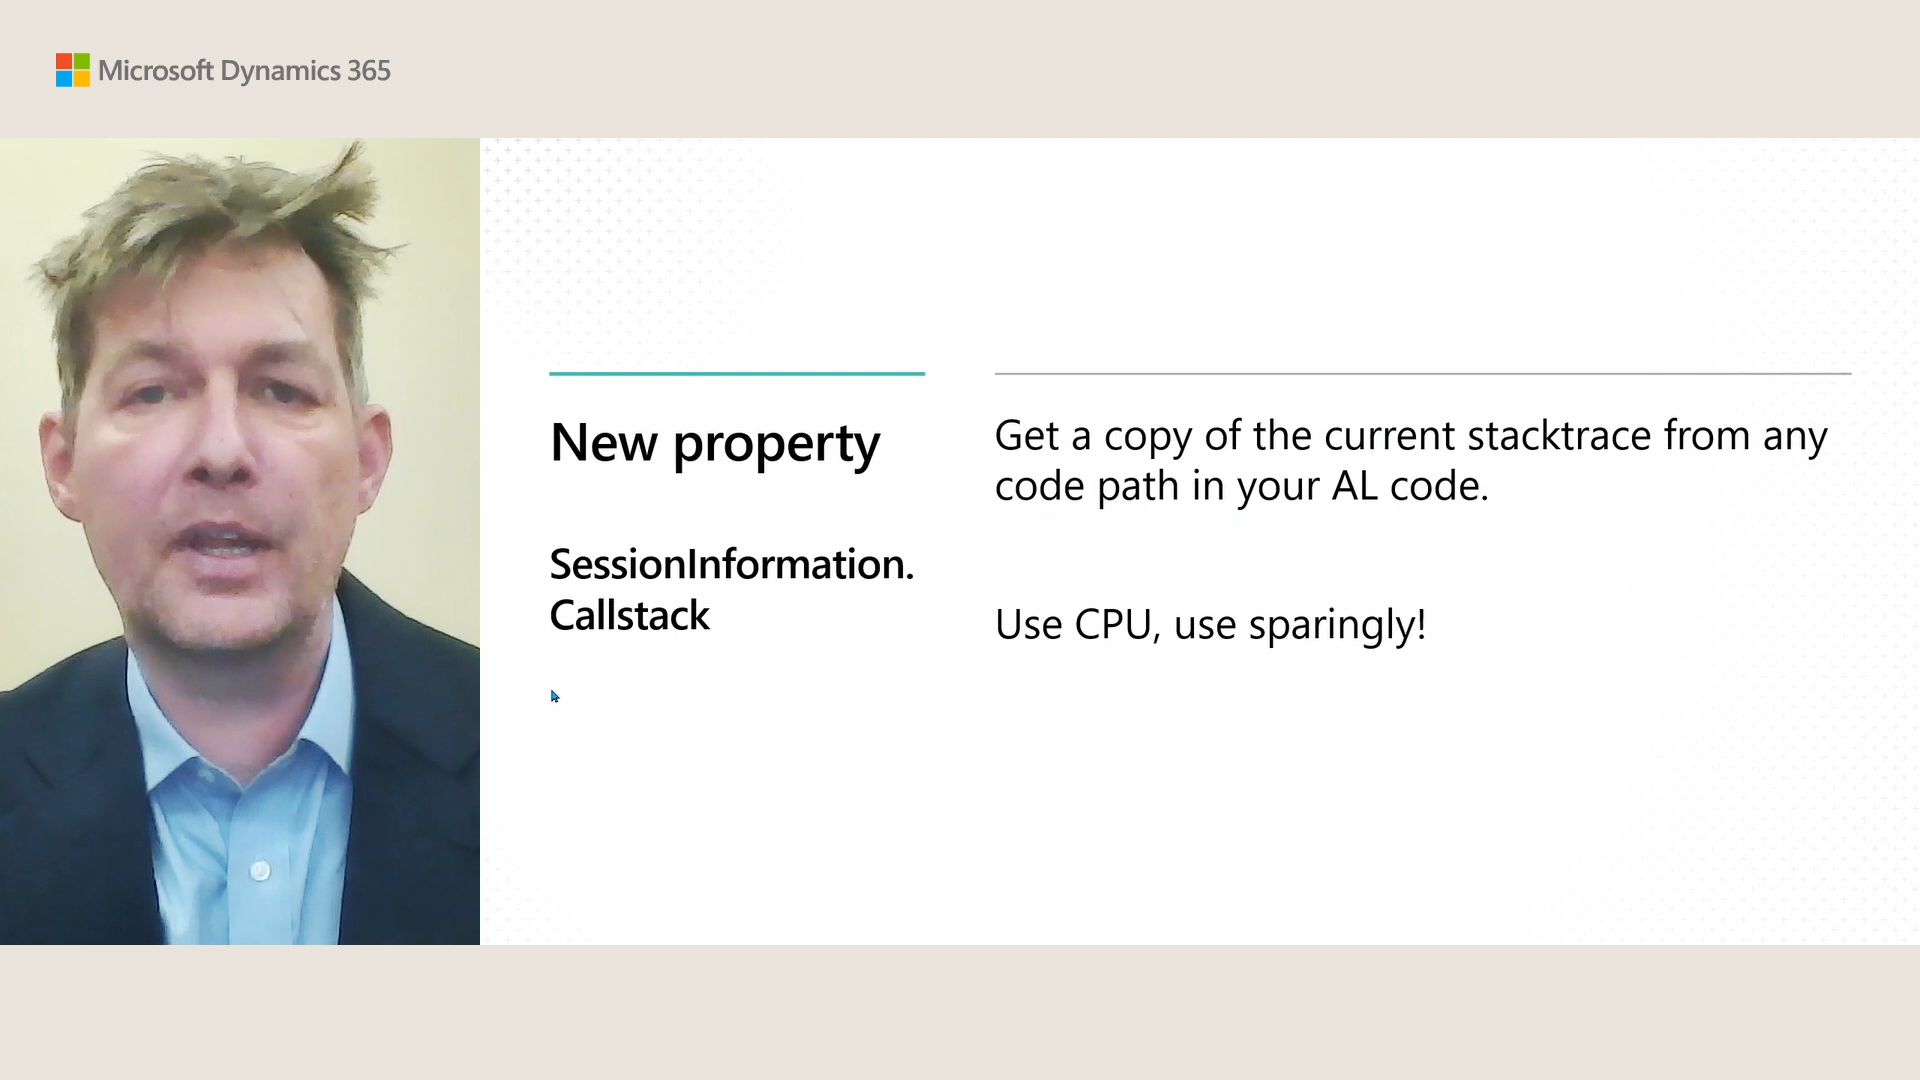 Microsoft Dynamics 365
New property
SessionInformation.
Callstack
Get a copy of the current stacktrace from any
code path in your AL code.
Use CPU, use sparingly!